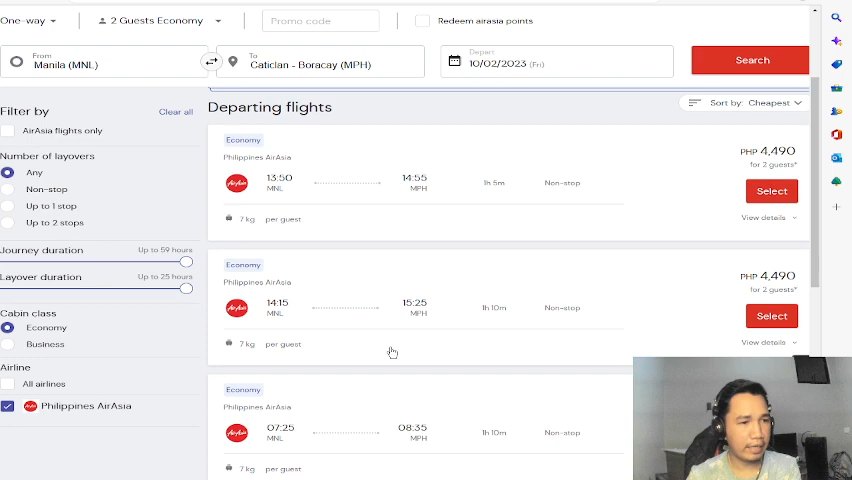 One-way
2 Guests Economy
Promo code
Redeem airasia points
From
Manila (MNL)
To
Caticlan - Boracay (MPH)
Depart
10/02/2023 (Fri)
Search
Filter by
Clear all
AirAsia flights only
Number of layovers
Any
Non-stop
Up to 1 stop
Up to 2 stops
Journey duration
Up to 59 hours
Layover duration
Up to 25 hours
Cabin class
Economy
Business
Airline
All airlines
Philippines AirAsia
Departing flights
Sort by: Cheapest
Economy
Philippines AirAsia
AirAsia
13:50
MNL
14:55
MPH
1h 5m
Non-stop
7 kg per guest
PHP 4,490
for 2 guests*
Select
View details
Economy
Philippines AirAsia
AirAsia
14:15
MNL
15:25
MPH
1h 10m
Non-stop
7 kg per guest
PHP 4,490
for 2 guests*
Select
View details
Economy
Philippines AirAsia
AirAsia
07:25
MNL
08:35
MPH
1h 10m
Non-stop
7 kg per guest